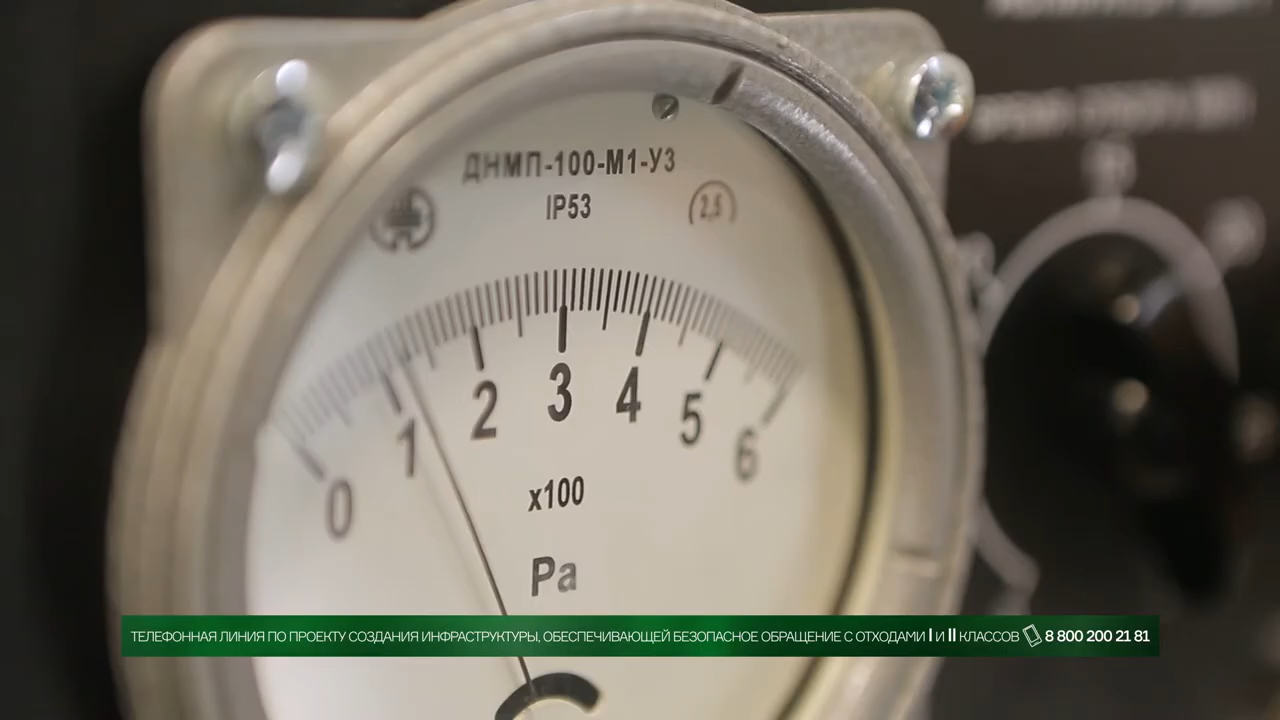 ДНМП-100-М1-У3
IP53
2,5
0 1 2 3 4 5 6
x100
Pa
ТЕЛЕФОННАЯ ЛИНИЯ ПО ПРОЕКТУ СОЗДАНИЯ ИНФРАСТРУКТУРЫ, ОБЕСПЕЧИВАЮЩЕЙ БЕЗОПАСНОЕ ОБРАЩЕНИЕ С ОТХОДАМИ I И II КЛАССОВ 8 800 200 21 81